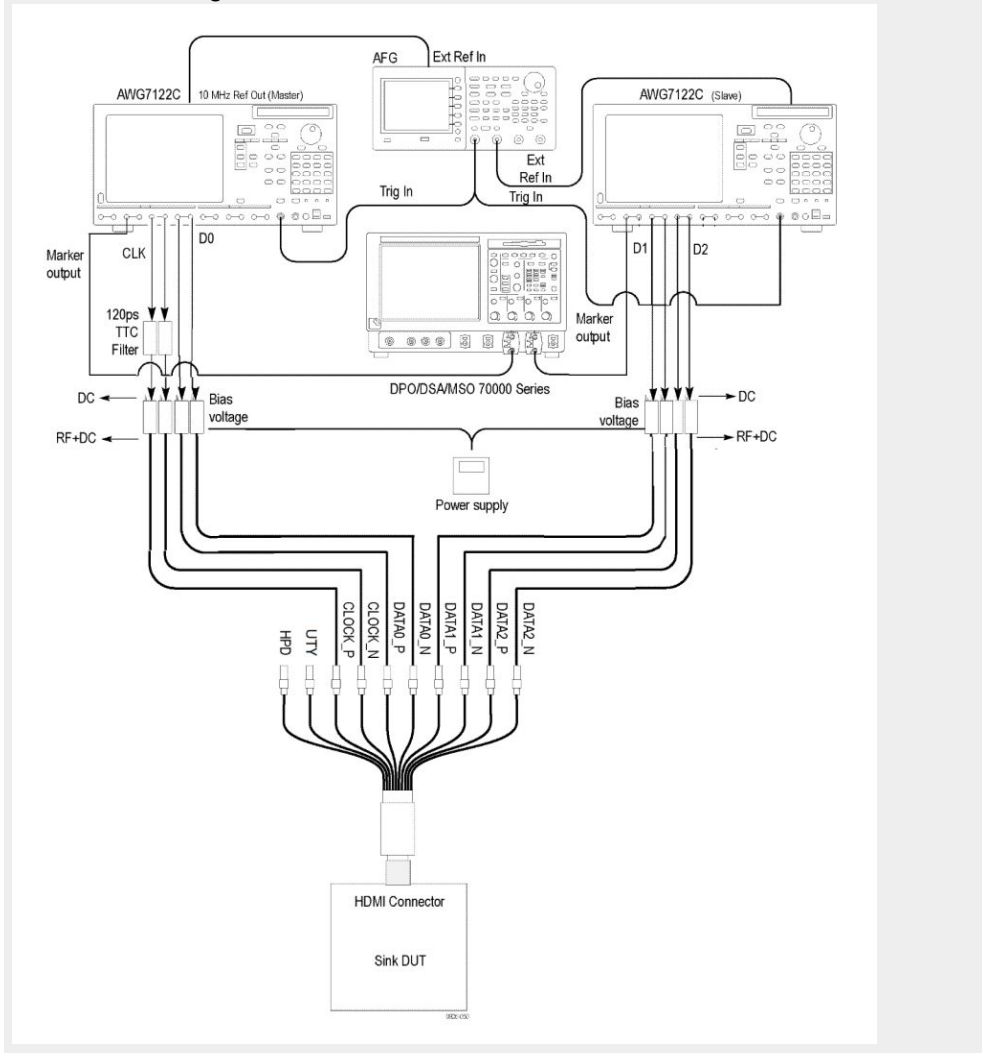 AFG
Ext Ref In
AWG7122C
10 MHz Ref Out (Master)
AWG7122C
(Slave)
Ext
Ref In
Trig In
Trig In
D0
CLK
Marker
output
D1
D2
120ps
TTC
Filter
Marker
output
DPO/DSA/MSO 70000 Series
DC
Bias
voltage
RF+DC
Bias
voltage
DC
RF+DC
Power supply
HPD
UTY
CLOCK_P
CLOCK_N
DATA0_P
DATA0_N
DATA1_P
DATA1_N
DATA2_P
DATA2_N
HDMI Connector
Sink DUT